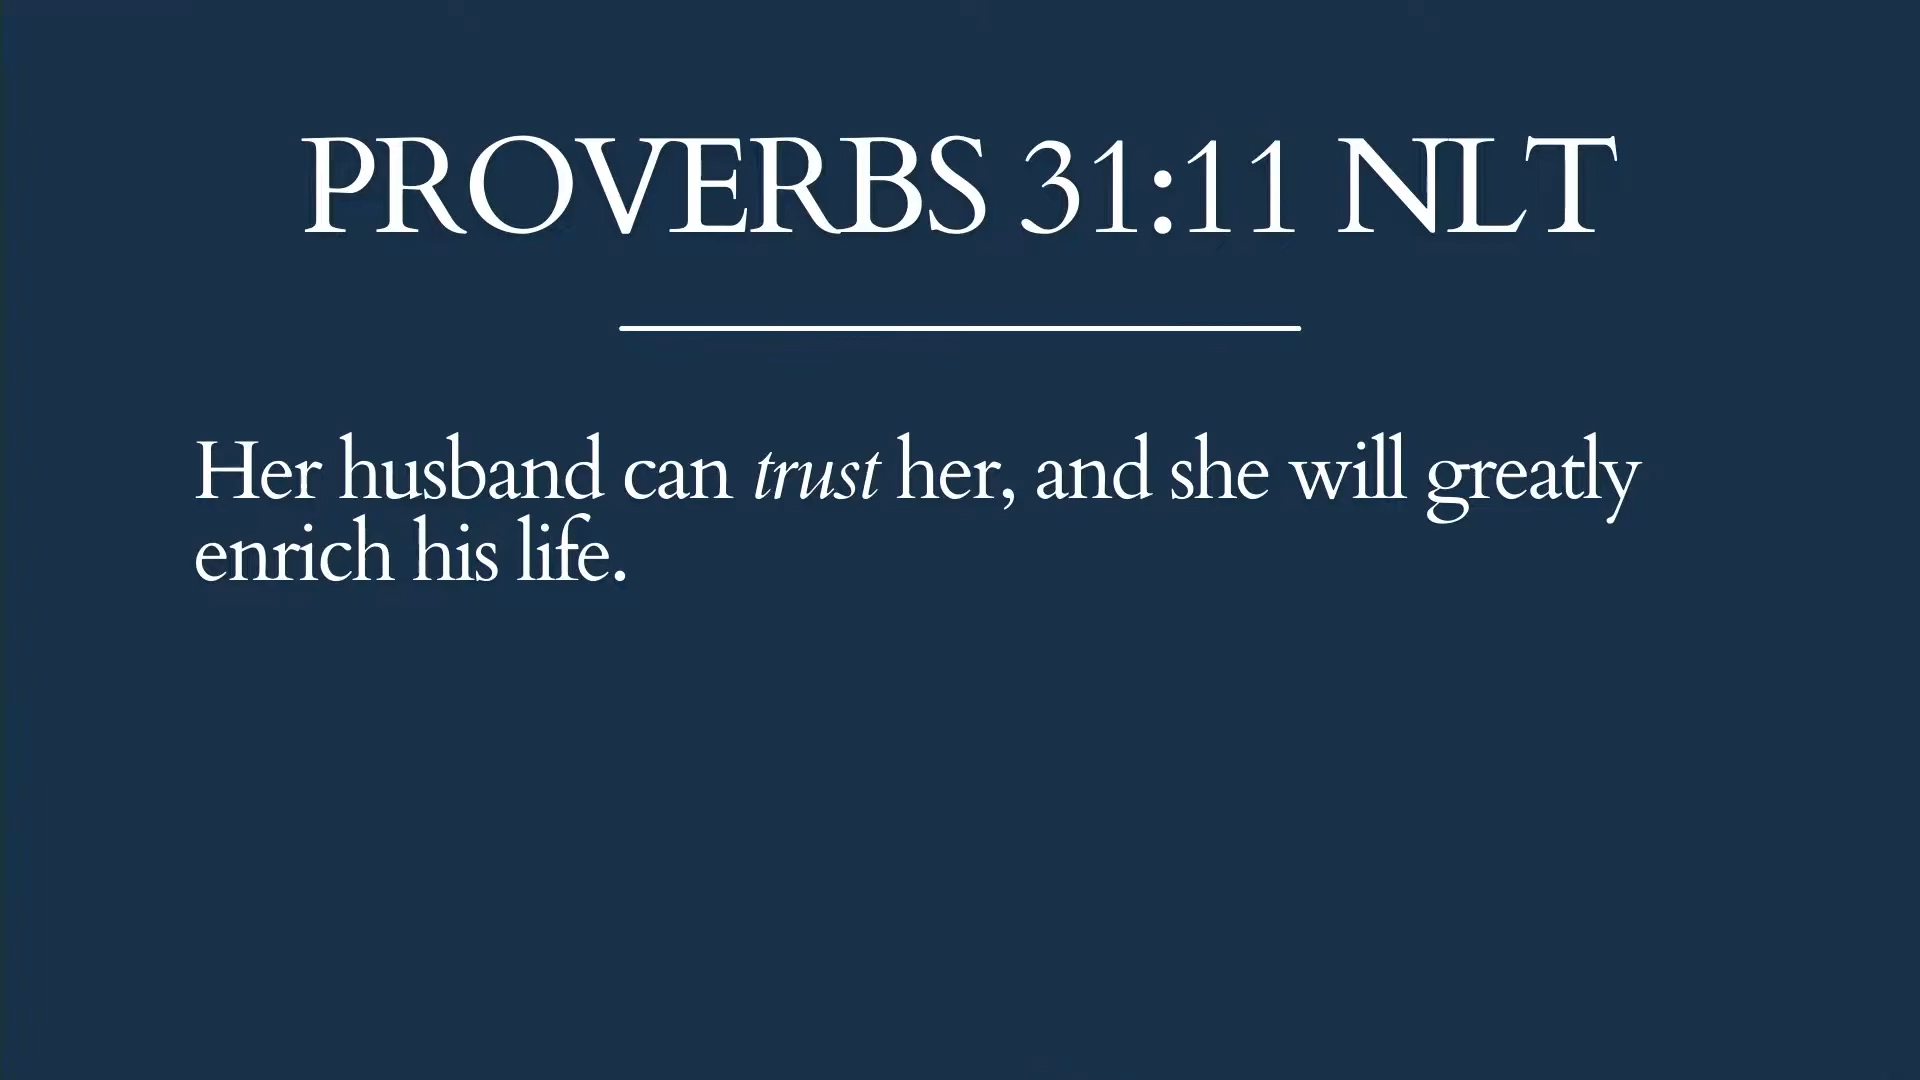 PROVERBS 31:11 NLT
Her husband can trust her, and she will greatly
enrich his life.